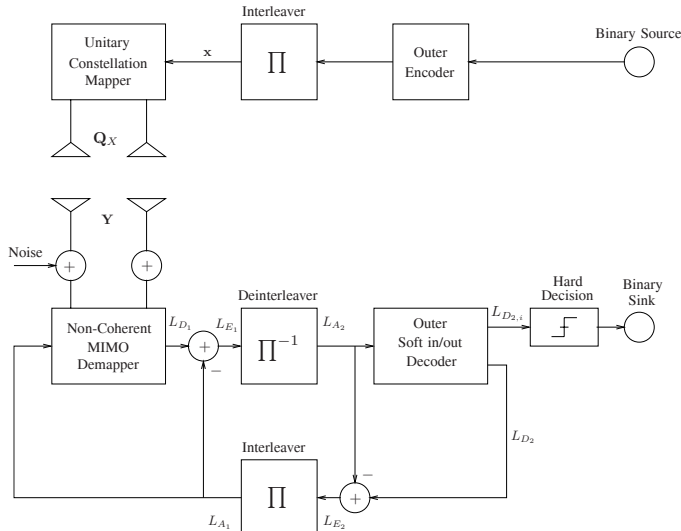 Interleaver
Unitary
Constellation
Mapper
x
∏
Outer
Encoder
Binary Source
Q_X
Y
Noise
+
+
Non-Coherent
MIMO
Demapper
L_{D_1}
+
−
L_{E_1}
Deinterleaver
∏^{−1}
L_{A_2}
Outer
Soft in/out
Decoder
L_{D_{2,i}}
Hard
Decision
Binary
Sink
L_{D_2}
Interleaver
∏
−
+
L_{A_1}
L_{E_2}